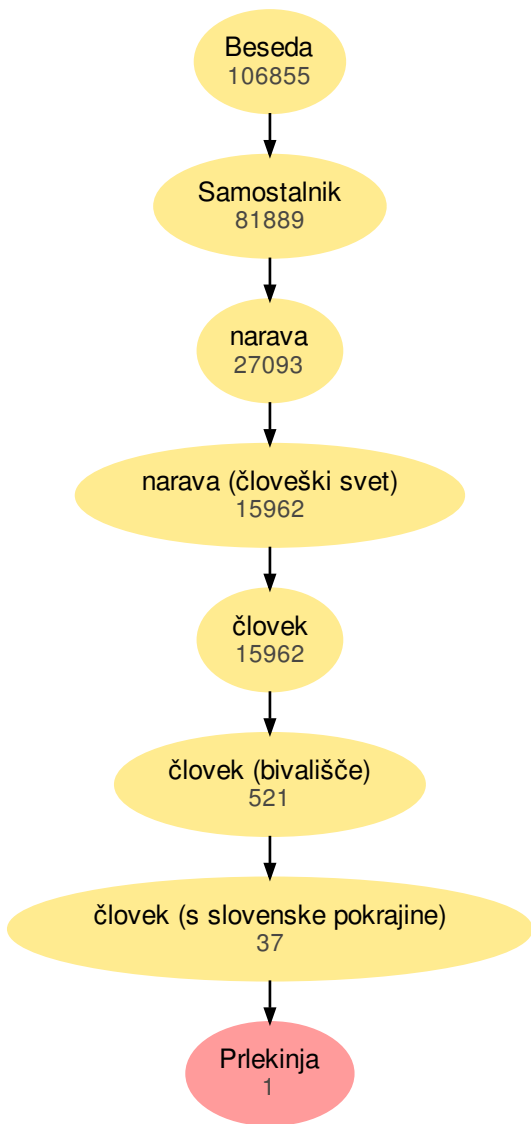 Beseda
106855
Samostalnik
81889
narava
27093
narava (človeški svet)
15962
človek
15962
človek (bivališče)
521
človek (s slovenske pokrajine)
37
Prlekinja
1